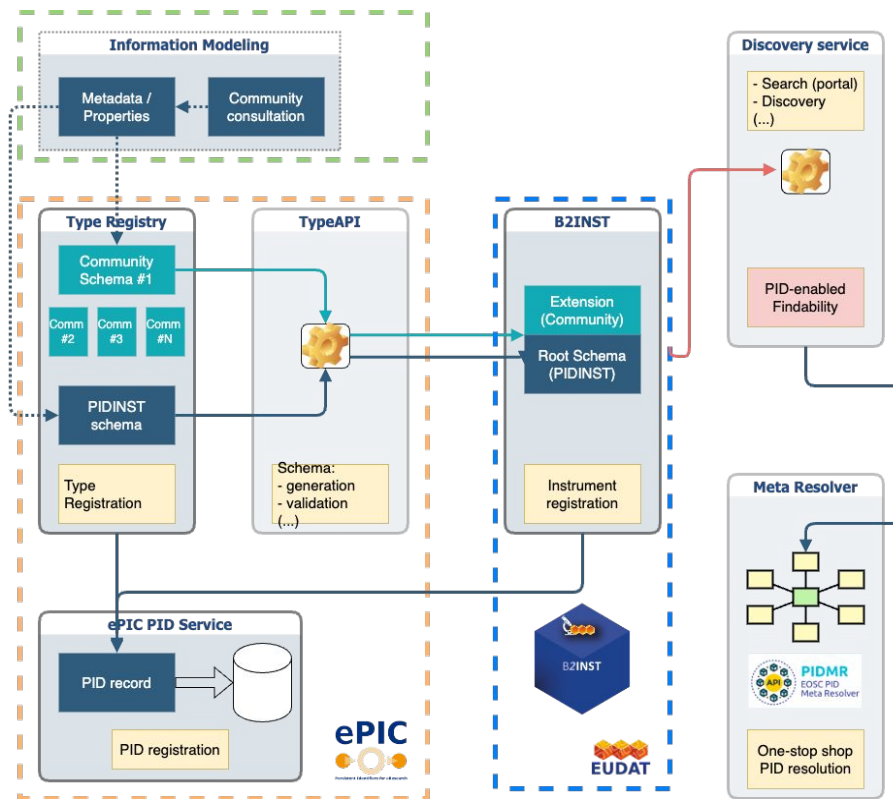 Information Modeling
Metadata /
Properties
Community
consultation
Type Registry
Community
Schema #1
Comm
#2
Comm
#3
Comm
#N
PIDINST
schema
Type
Registration
TypeAPI
Schema:
- generation
- validation
(...)
B2INST
Extension
(Community)
Root Schema
(PIDINST)
Instrument
registration
Discovery service
- Search (portal)
- Discovery
(...)
PID-enabled
Findability
ePIC PID Service
PID record
PID registration
ePIC
B2INST
EUDAT
Meta Resolver
API
PIDMR
EOSC PID
Meta Resolver
One-stop shop
PID resolution